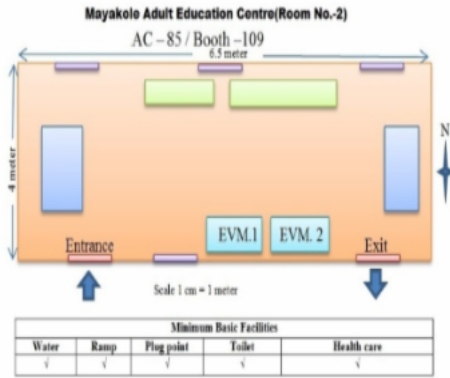 Mayakole Adult Education Centre(Room No.-2)
AC – 85 / Booth –109
6.5 meter
N
4 meter
EVM.1 EVM. 2
Entrance Exit
Scale 1 cm = 1 meter
Minimum Basic Facilities
Water Ramp Plug point Toilet Health care
√ √ √ √ √